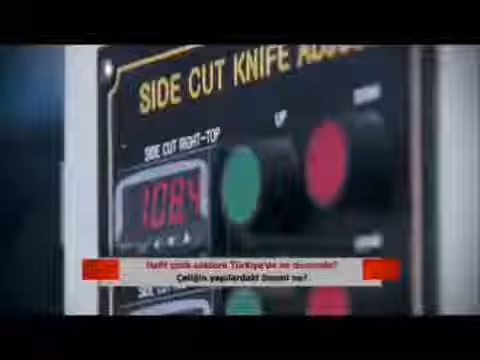 SIDE CUT KNIFE
SIDE CUT RIGHT-TOP
UP
DOWN
1084
Hafif çelik sektörü Türkiye'de ne durumda?
Çeliğin yapılardaki önemi ne?